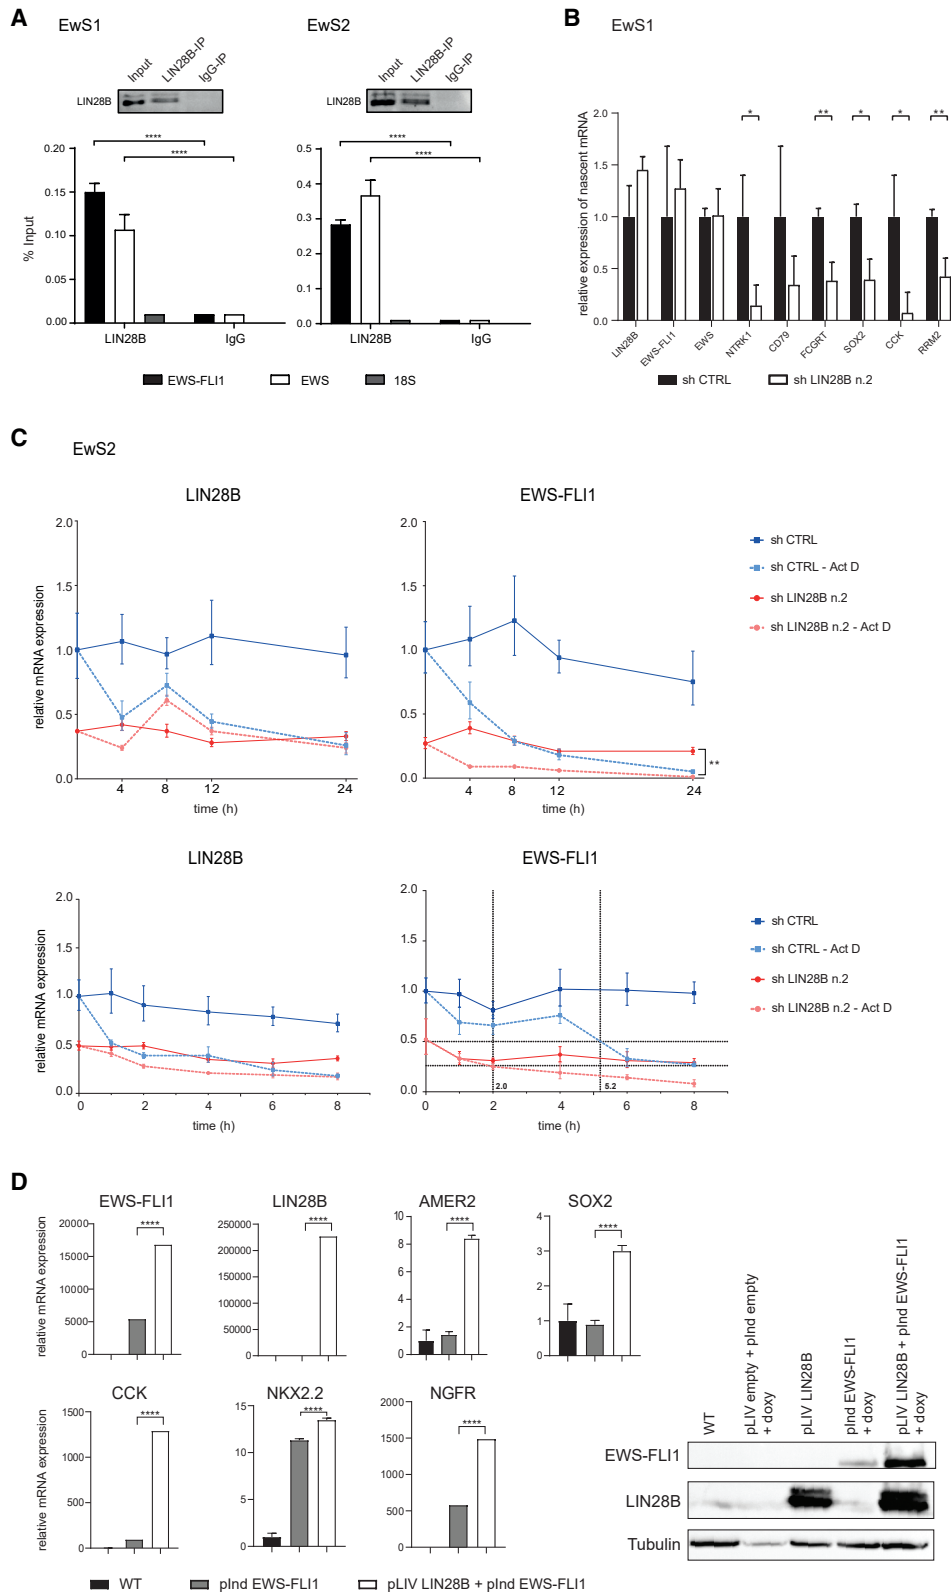 A
EwS1
EwS2
Input
LIN28B-IP
IgG-IP
Input
LIN28B-IP
IgG-IP
LIN28B
LIN28B
****
****
****
****
% Input
0.20
0.15
0.10
0.05
0.00
0.5
0.4
0.3
0.2
0.1
0.0
LIN28B
IgG
LIN28B
IgG
EWS-FLI1
EWS
18S
B
EwS1
relative expression of nascent mRNA
2.0
1.5
1.0
0.5
0.0
*
**
*
*
**
LIN28B
EWS-FLI1
EWS
NTRK1
CD79
FCGRT
SOX2
CCK
RRM2
sh CTRL
sh LIN28B n.2
C
EwS2
LIN28B
EWS-FLI1
relative mRNA expression
2.0
1.5
1.0
0.5
0.0
4
8
12
24
time (h)
2.0
1.5
1.0
0.5
0.0
4
8
12
24
time (h)
**
sh CTRL
sh CTRL - Act D
sh LIN28B n.2
sh LIN28B n.2 - Act D
LIN28B
EWS-FLI1
relative mRNA expression
2.0
1.5
1.0
0.5
0.0
0
2
4
6
8
time (h)
2.0
1.5
1.0
0.5
0.0
2.0
5.2
0
2
4
6
8
time (h)
sh CTRL
sh CTRL - Act D
sh LIN28B n.2
sh LIN28B n.2 - Act D
D
EWS-FLI1
LIN28B
AMER2
SOX2
relative mRNA expression
20000
15000
10000
5000
0
****
250000
200000
150000
100000
50000
0
****
10
8
6
4
2
0
****
4
3
2
1
0
****
CCK
NKX2.2
NGFR
relative mRNA expression
1500
1000
500
0
****
15
10
5
0
****
2000
1500
1000
500
0
****
WT
pInd EWS-FLI1
pLIV LIN28B + pInd EWS-FLI1
WT
pLIV empty + pInd empty
+ doxy
pLIV LIN28B
pInd EWS-FLI1
+ doxy
pLIV LIN28B + pInd EWS-FLI1
+ doxy
EWS-FLI1
LIN28B
Tubulin